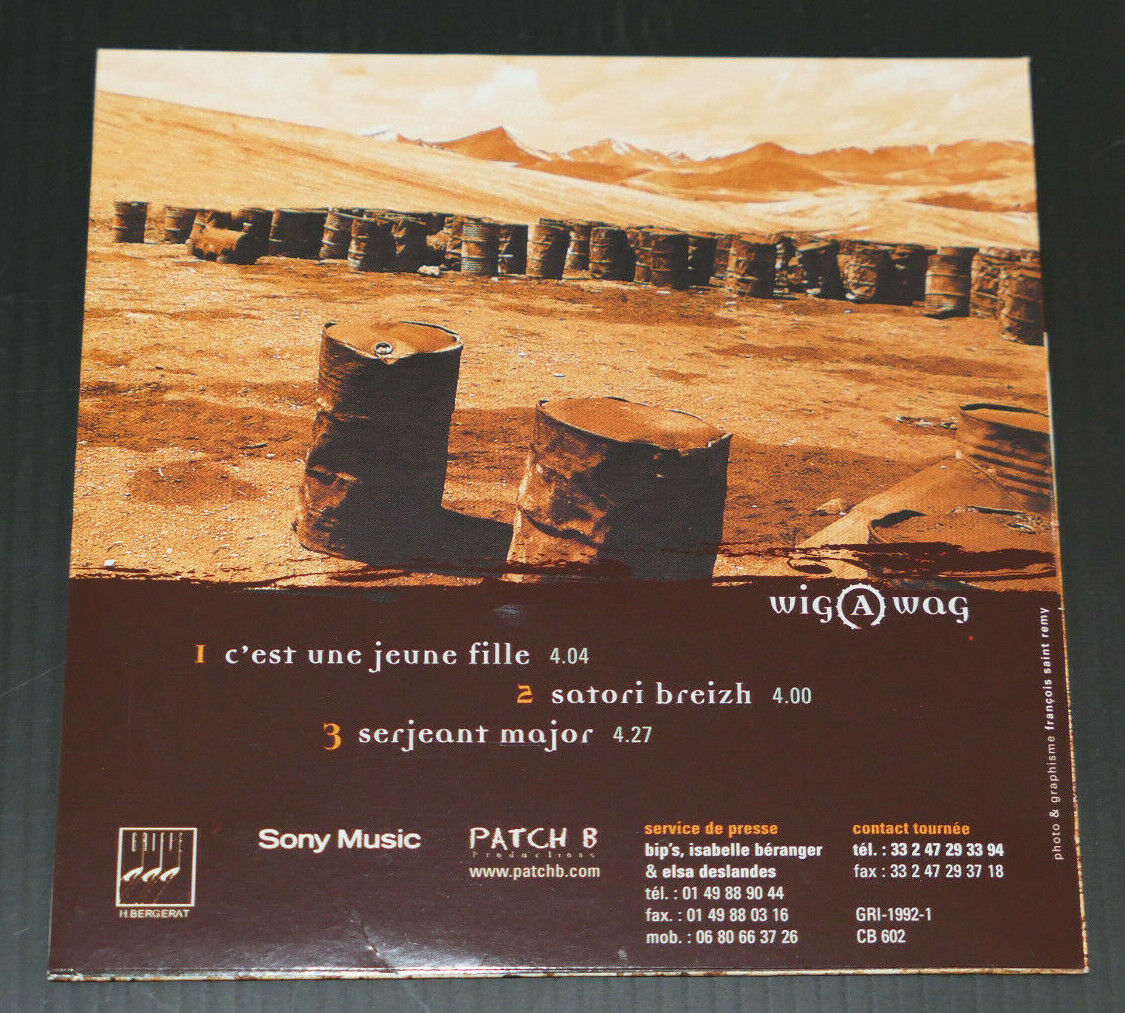 wig A wag
1 c'est une jeune fille 4.04
2 satori breizh 4.00
3 serjeant major 4.27
photo & graphisme françois saint remy
GRIFFE
H.BERGERAT
Sony Music
PATCH B
Productions
www.patchb.com
service de presse
bip's, isabelle béranger
& elsa deslandes
tél. : 01 49 88 90 44
fax. : 01 49 88 03 16
mob. : 06 80 66 37 26
contact tournée
tél. : 33 2 47 29 33 94
fax : 33 2 47 29 37 18
GRI-1992-1
CB 602